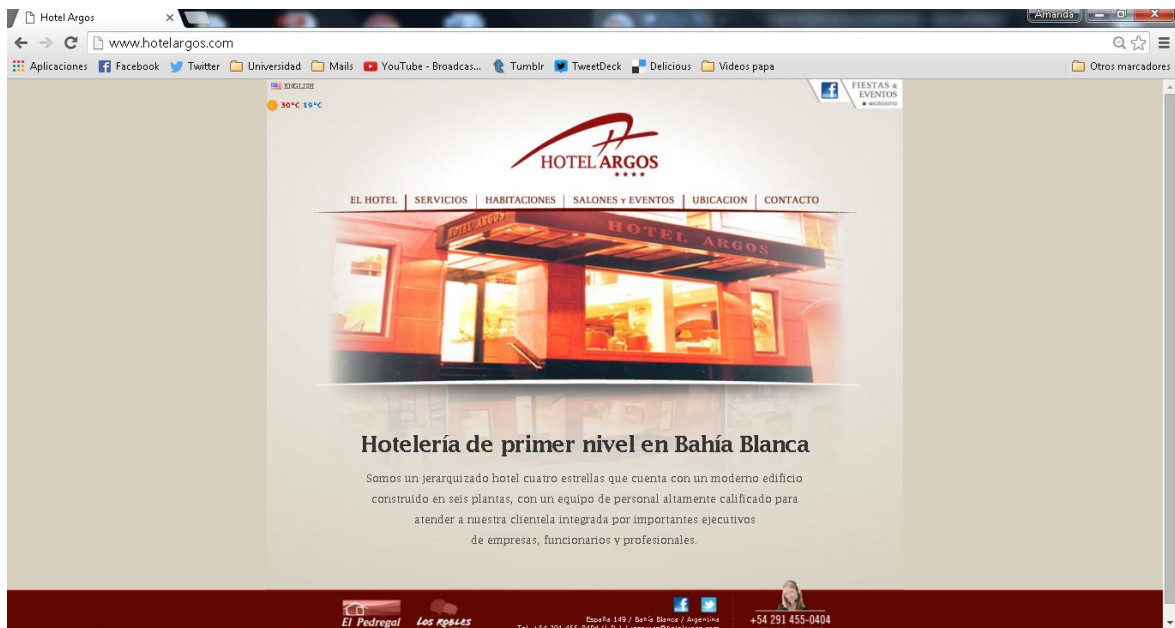 Hotel Argos
Amanda
www.hotelargos.com
Aplicaciones Facebook Twitter Universidad Mails YouTube - Broadcas... Tumblr TweetDeck Delicious Videos papa Otros marcadores
ENGLISH
30°C 19°C
FIESTAS &
EVENTOS
MICROSITIO
HOTEL ARGOS
EL HOTEL SERVICIOS HABITACIONES SALONES Y EVENTOS UBICACION CONTACTO
HOTEL ARGOS
HOTEL ARGOS
Hotelería de primer nivel en Bahía Blanca
Somos un jerarquizado hotel cuatro estrellas que cuenta con un moderno edificio
construido en seis plantas, con un equipo de personal altamente calificado para
atender a nuestra clientela integrada por importantes ejecutivos
de empresas, funcionarios y profesionales.
El Pedregal
LOS ROBLES
España 149 / Bahía Blanca / Argentina
+54 291 455-0404